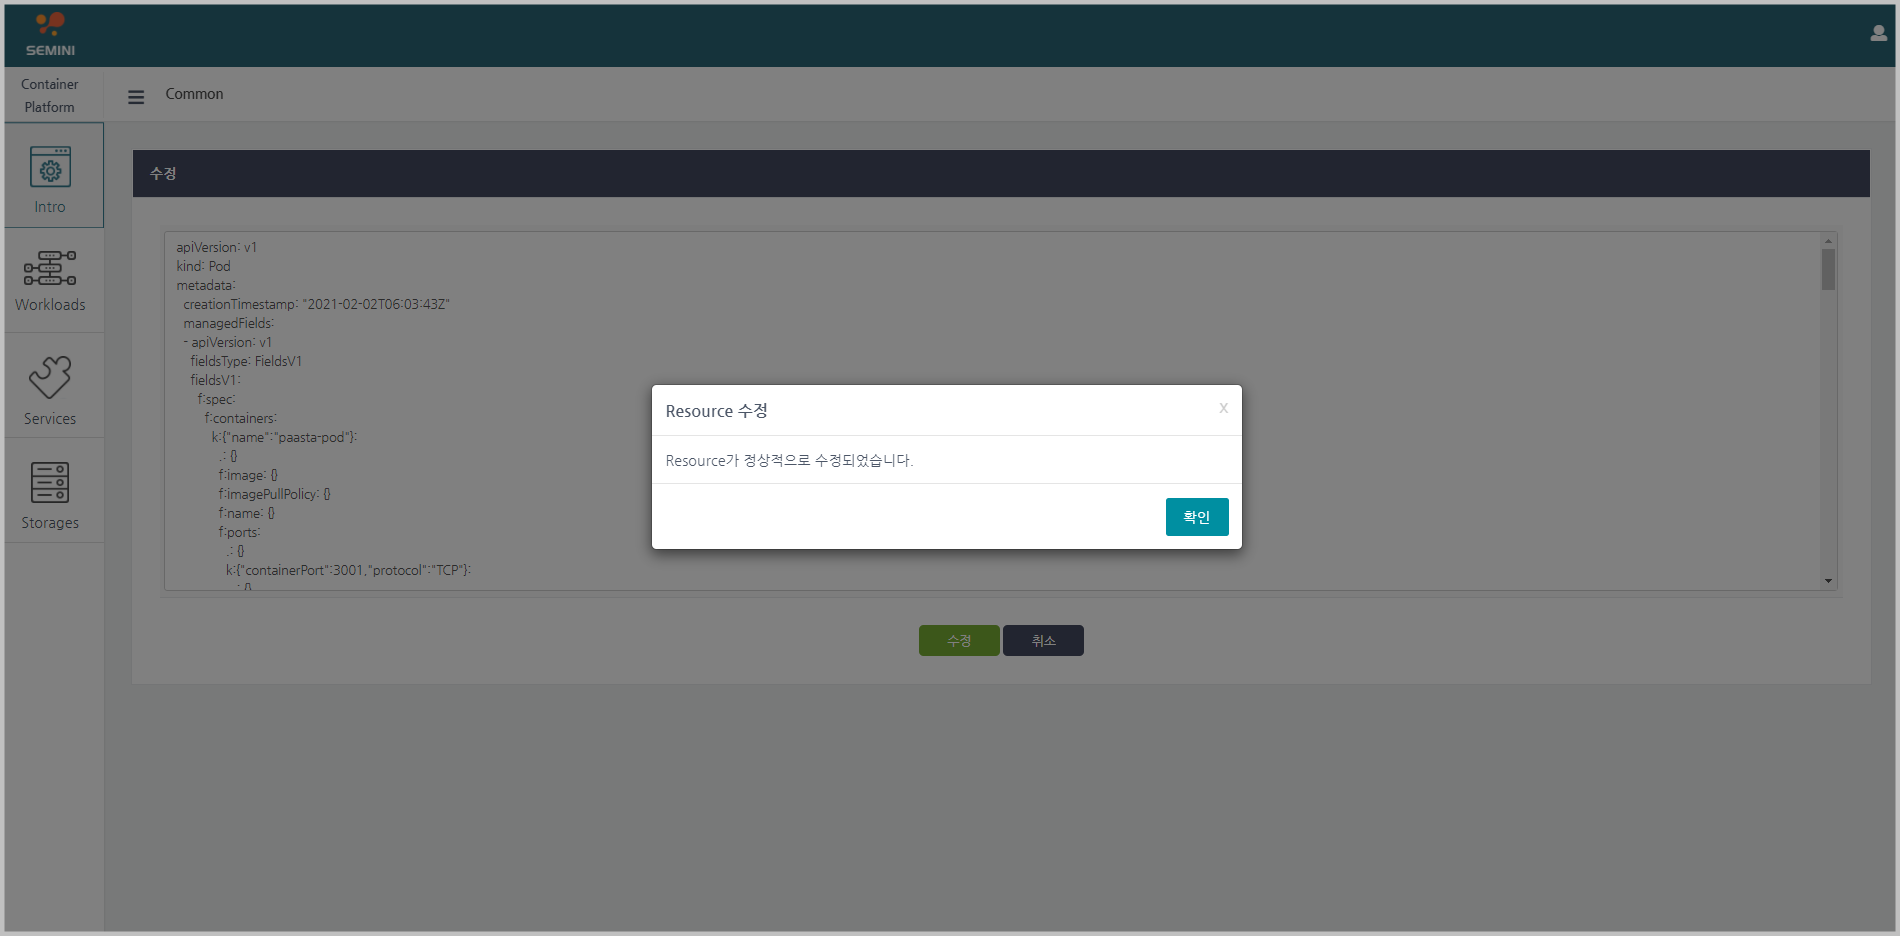 SEMINI
Container
Platform
Common
Intro
Workloads
Services
Storages
수정
apiVersion: v1
kind: Pod
metadata:
creationTimestamp: "2021-02-02T06:03:43Z"
managedFields:
- apiVersion: v1
fieldsType: FieldsV1
fieldsV1:
f:spec:
f:containers:
k:{"name":"paasta-pod"}:
.: {}
f:image: {}
f:imagePullPolicy: {}
f:name: {}
f:ports:
.: {}
k:{"containerPort":3001,"protocol":"TCP"}:
.: {}
Resource 수정
x
Resource가 정상적으로 수정되었습니다.
확인
수정
취소